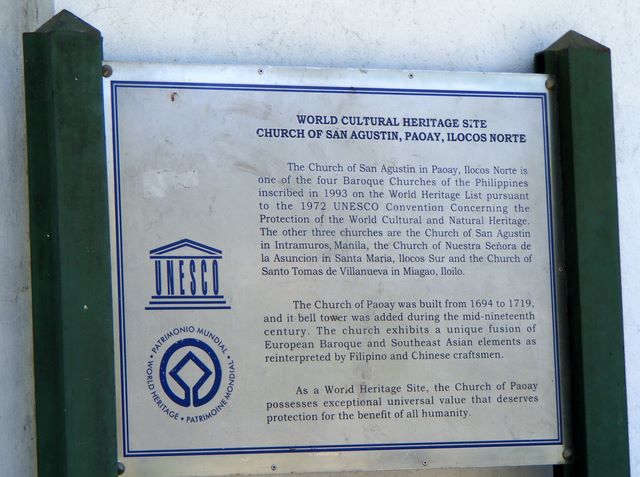 WORLD CULTURAL HERITAGE SITE
CHURCH OF SAN AGUSTIN, PAOAY, ILOCOS NORTE
The Church of San Agustin in Paoay, Ilocos Norte is
one of the four Baroque Churches of the Philippines
inscribed in 1993 on the World Heritage List pursuant
to the 1972 UNESCO Convention Concerning the
Protection of the World Cultural and Natural Heritage.
The other three churches are the Church of San Agustin
in Intramuros, Manila, the Church of Nuestra Señora de
la Asuncion in Santa Maria, Ilocos Sur and the Church of
Santo Tomas de Villanueva in Miagao, Iloilo.
The Church of Paoay was built from 1694 to 1719,
and it bell tower was added during the mid-nineteenth
century. The church exhibits a unique fusion of
European Baroque and Southeast Asian elements as
reinterpreted by Filipino and Chinese craftsmen.
As a World Heritage Site, the Church of Paoay
possesses exceptional universal value that deserves
protection for the benefit of all humanity.
UNESCO
PATRIMONIO MUNDIAL •
WORLD HERITAGE •
PATRIMOINE MONDIAL •